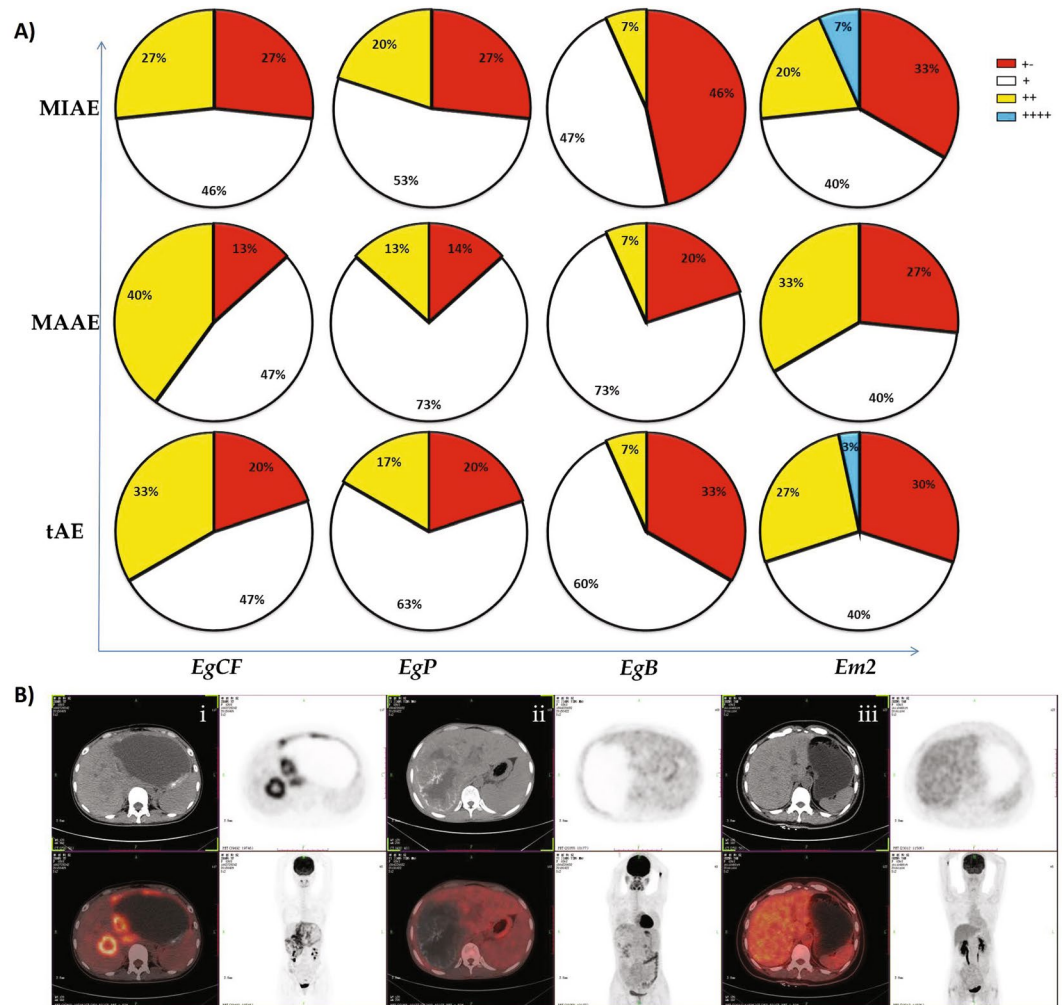 A)
27% 27% 20% 27% 7% 7%
+-
+
++
++++
20% 33%
MIAE 46%
47%
46% 53% 40%
13% 13% 14% 7% 20% 27%
40% 33%
MAAE
47% 73% 73% 40%
20% 17% 20% 7% 33% 3% 30%
33% 27%
tAE
47% 63% 60% 40%
EgCF EgP EgB Em2
B)
i ii iii